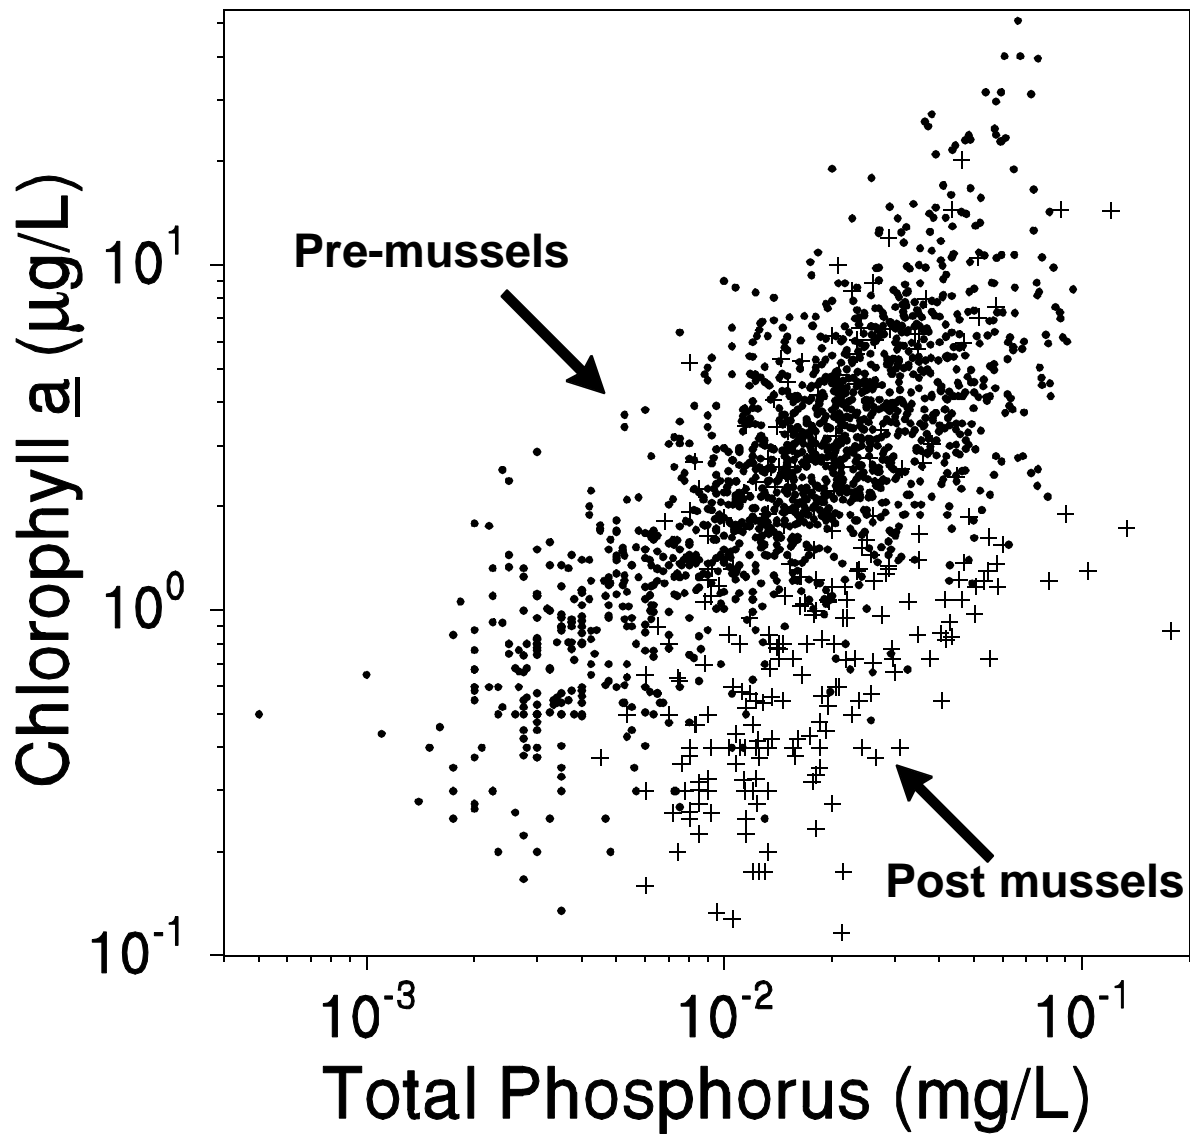 Chlorophyll a (µg/L)
10¹
10⁰
10⁻¹
Pre-mussels
Post mussels
10⁻³ 10⁻² 10⁻¹
Total Phosphorus (mg/L)